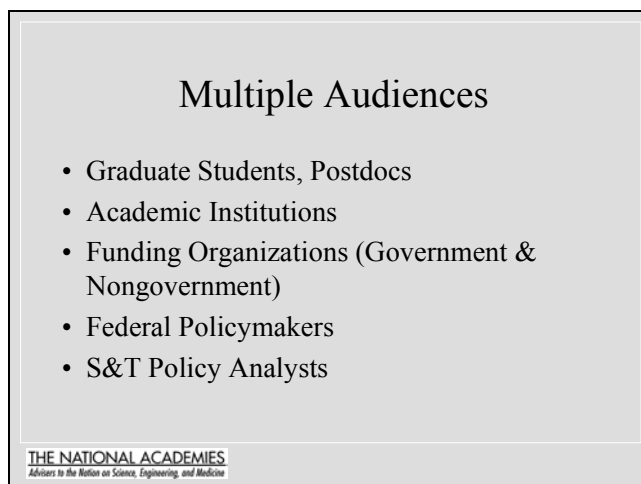 Multiple Audiences
• Graduate Students, Postdocs
• Academic Institutions
• Funding Organizations (Government &
Nongovernment)
• Federal Policymakers
• S&T Policy Analysts
THE NATIONAL ACADEMIES
Advisers to the Nation on Science, Engineering, and Medicine